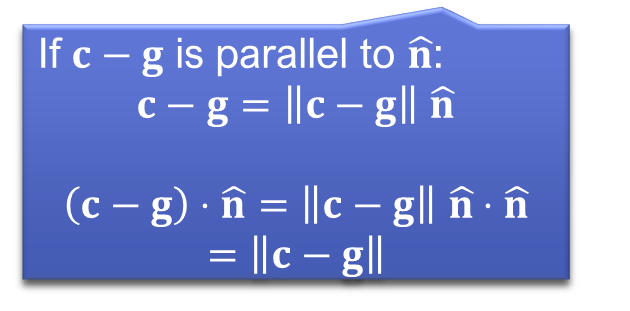 If 𝐜 − 𝐠 is parallel to 𝐧̂:
𝐜 − 𝐠 = ‖𝐜 − 𝐠‖ 𝐧̂
(𝐜 − 𝐠) · 𝐧̂ = ‖𝐜 − 𝐠‖ 𝐧̂ · 𝐧̂
= ‖𝐜 − 𝐠‖